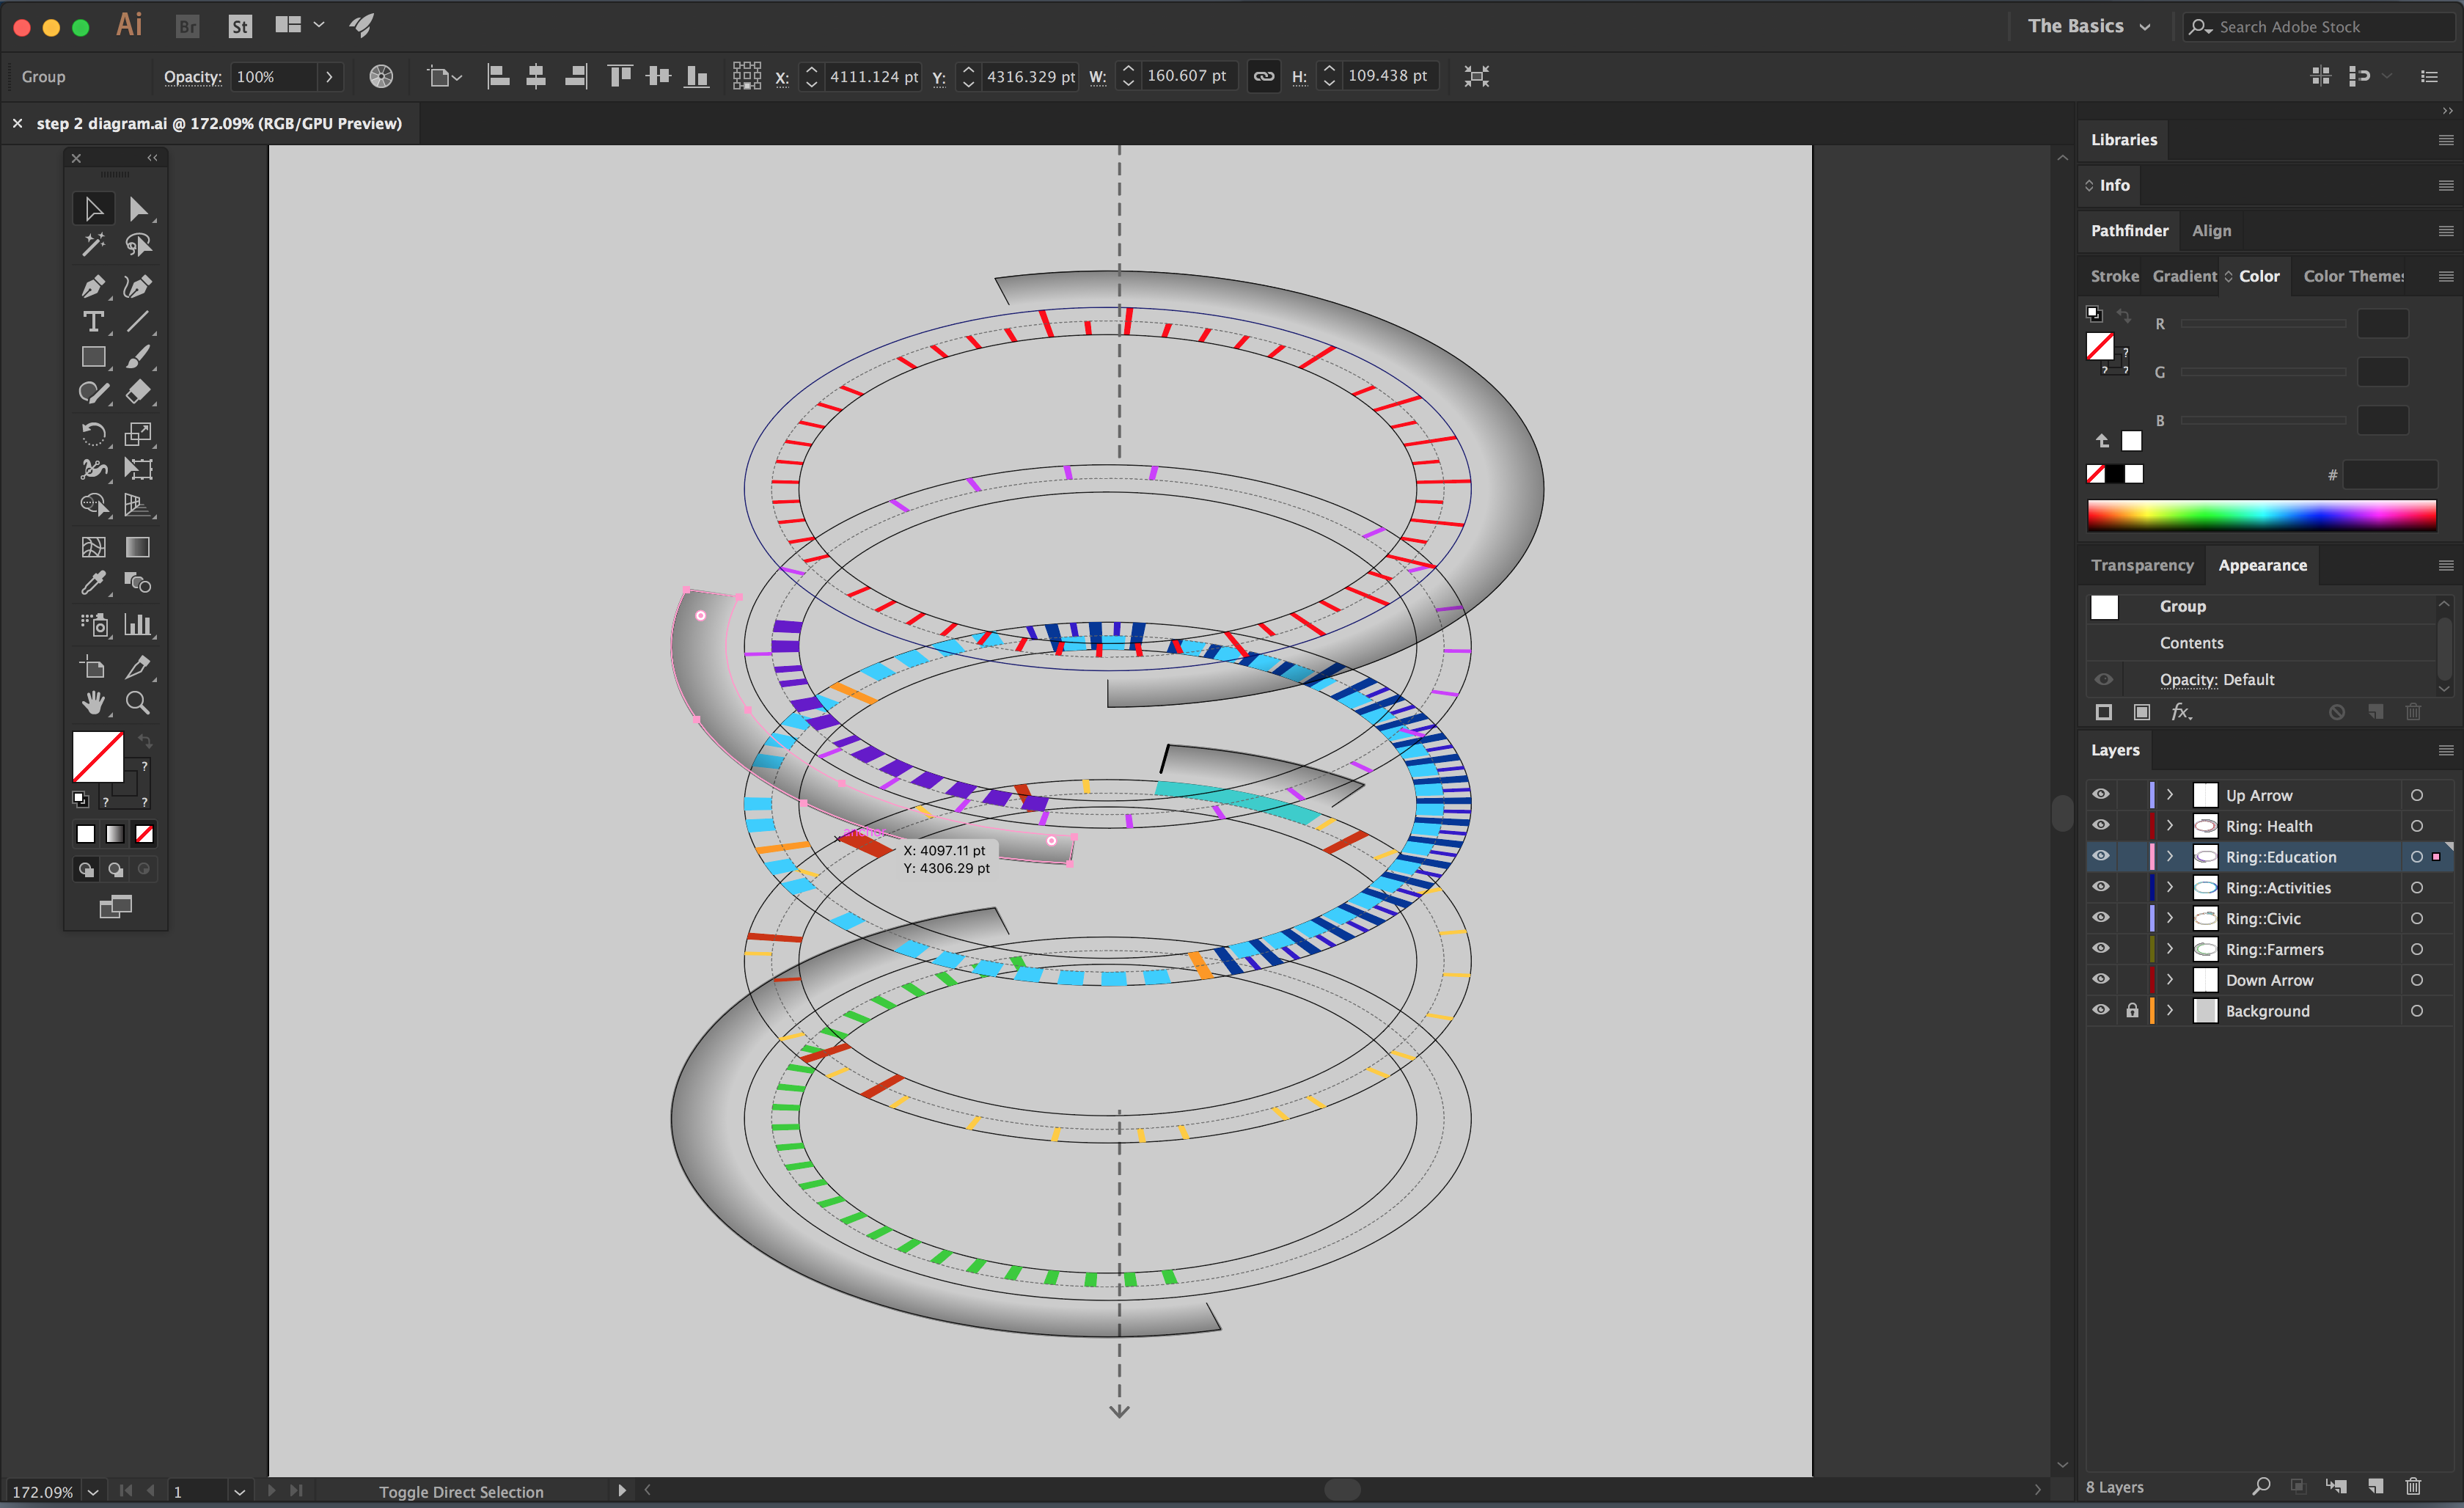 Ai Br St The Basics Search Adobe Stock
Group Opacity: 100% X: 4111.124 pt Y: 4316.329 pt W: 160.607 pt H: 109.438 pt
× step 2 diagram.ai @ 172.09% (RGB/GPU Preview)
Libraries
Info
Pathfinder Align
Stroke Gradient Color Color Themes
R
G
B
#
Transparency Appearance
Group
Contents
Opacity: Default
fx.
Layers
Up Arrow
Ring: Health
Ring::Education
Ring::Activities
Ring::Civic
Ring::Farmers
Down Arrow
Background
X: 4097.11 pt
Y: 4306.29 pt
172.09% 1 Toggle Direct Selection
8 Layers